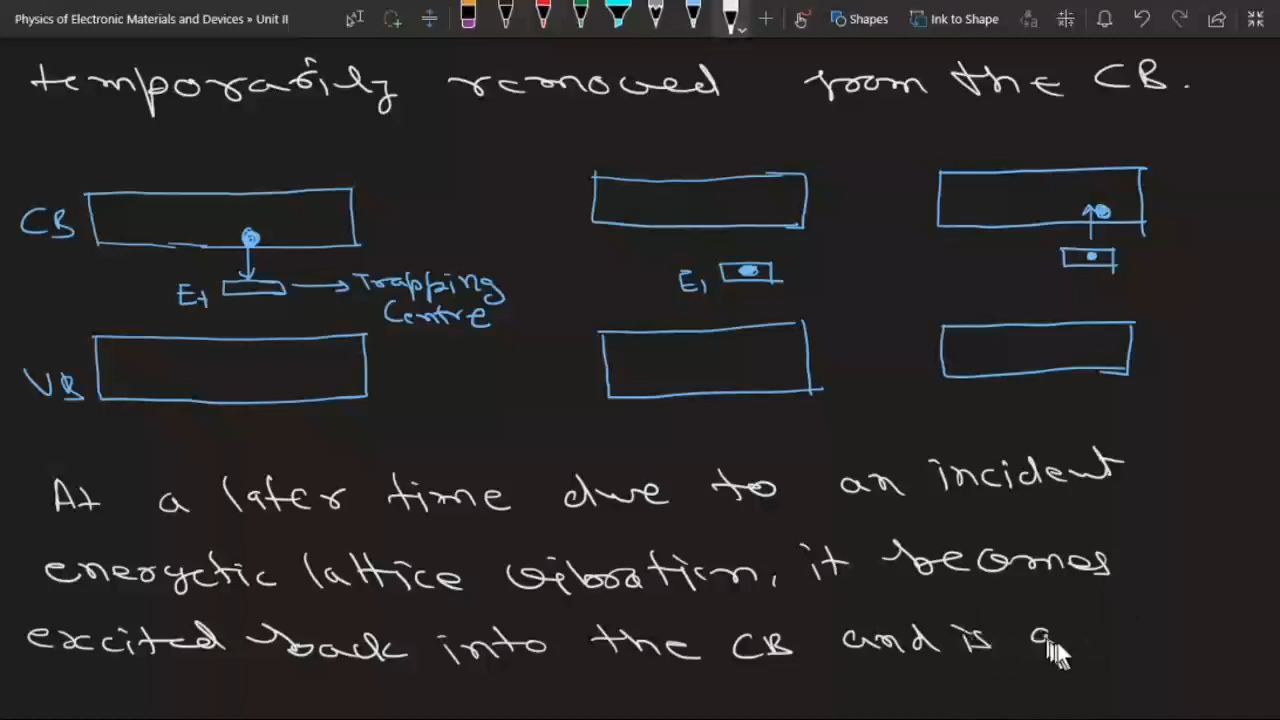 Physics of Electronic Materials and Devices » Unit II
Shapes
Ink to Shape
temporarily removed from the CB.
CB
Et
Trapping
Centre
Et
VB
At a later time due to an incident
energetic lattice vibration, it becomes
excited back into the CB and is a